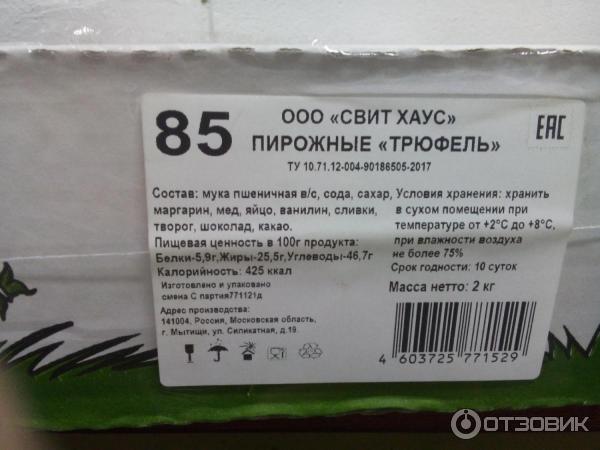 85
ООО «СВИТ ХАУС»
ПИРОЖНЫЕ «ТРЮФЕЛЬ»
ТУ 10.71.12-004-90186505-2017
EAC
Состав: мука пшеничная в/с, сода, сахар,
маргарин, мед, яйцо, ванилин, сливки,
творог, шоколад, какао.
Пищевая ценность в 100г продукта:
Белки-5,9г,Жиры-25,5г,Углеводы-46,7г
Калорийность: 425 ккал
Изготовлено и упаковано
смена С партия771121д
Адрес производства:
141004, Россия, Московская область,
г. Мытищи, ул. Силикатная, д.19.
Условия хранения: хранить
в сухом помещении при
температуре от +2°С до +8°С,
при влажности воздуха
не более 75%
Срок годности: 10 суток
Масса нетто: 2 кг
4 603725 771529
ОТЗОВИК